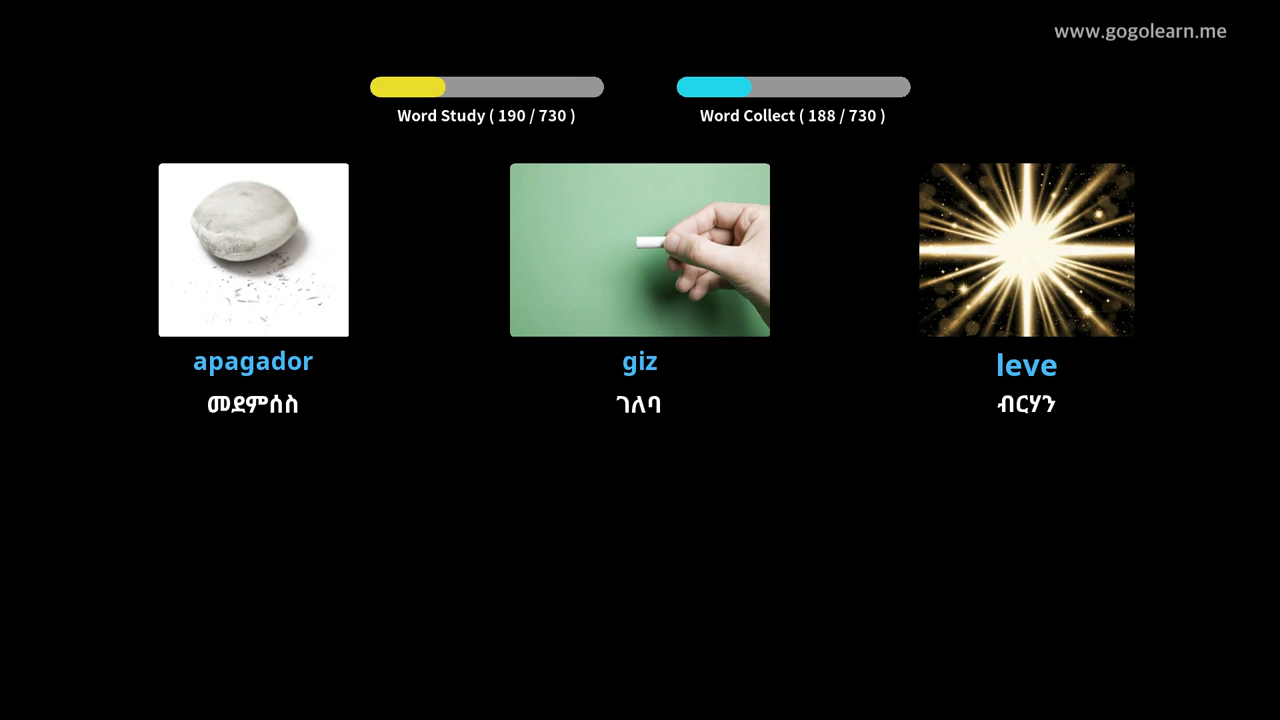 www.gogolearn.me
Word Study ( 190 / 730 )
Word Collect ( 188 / 730 )
apagador
giz
leve
መደምሰስ
ገለባ
ብርሃን